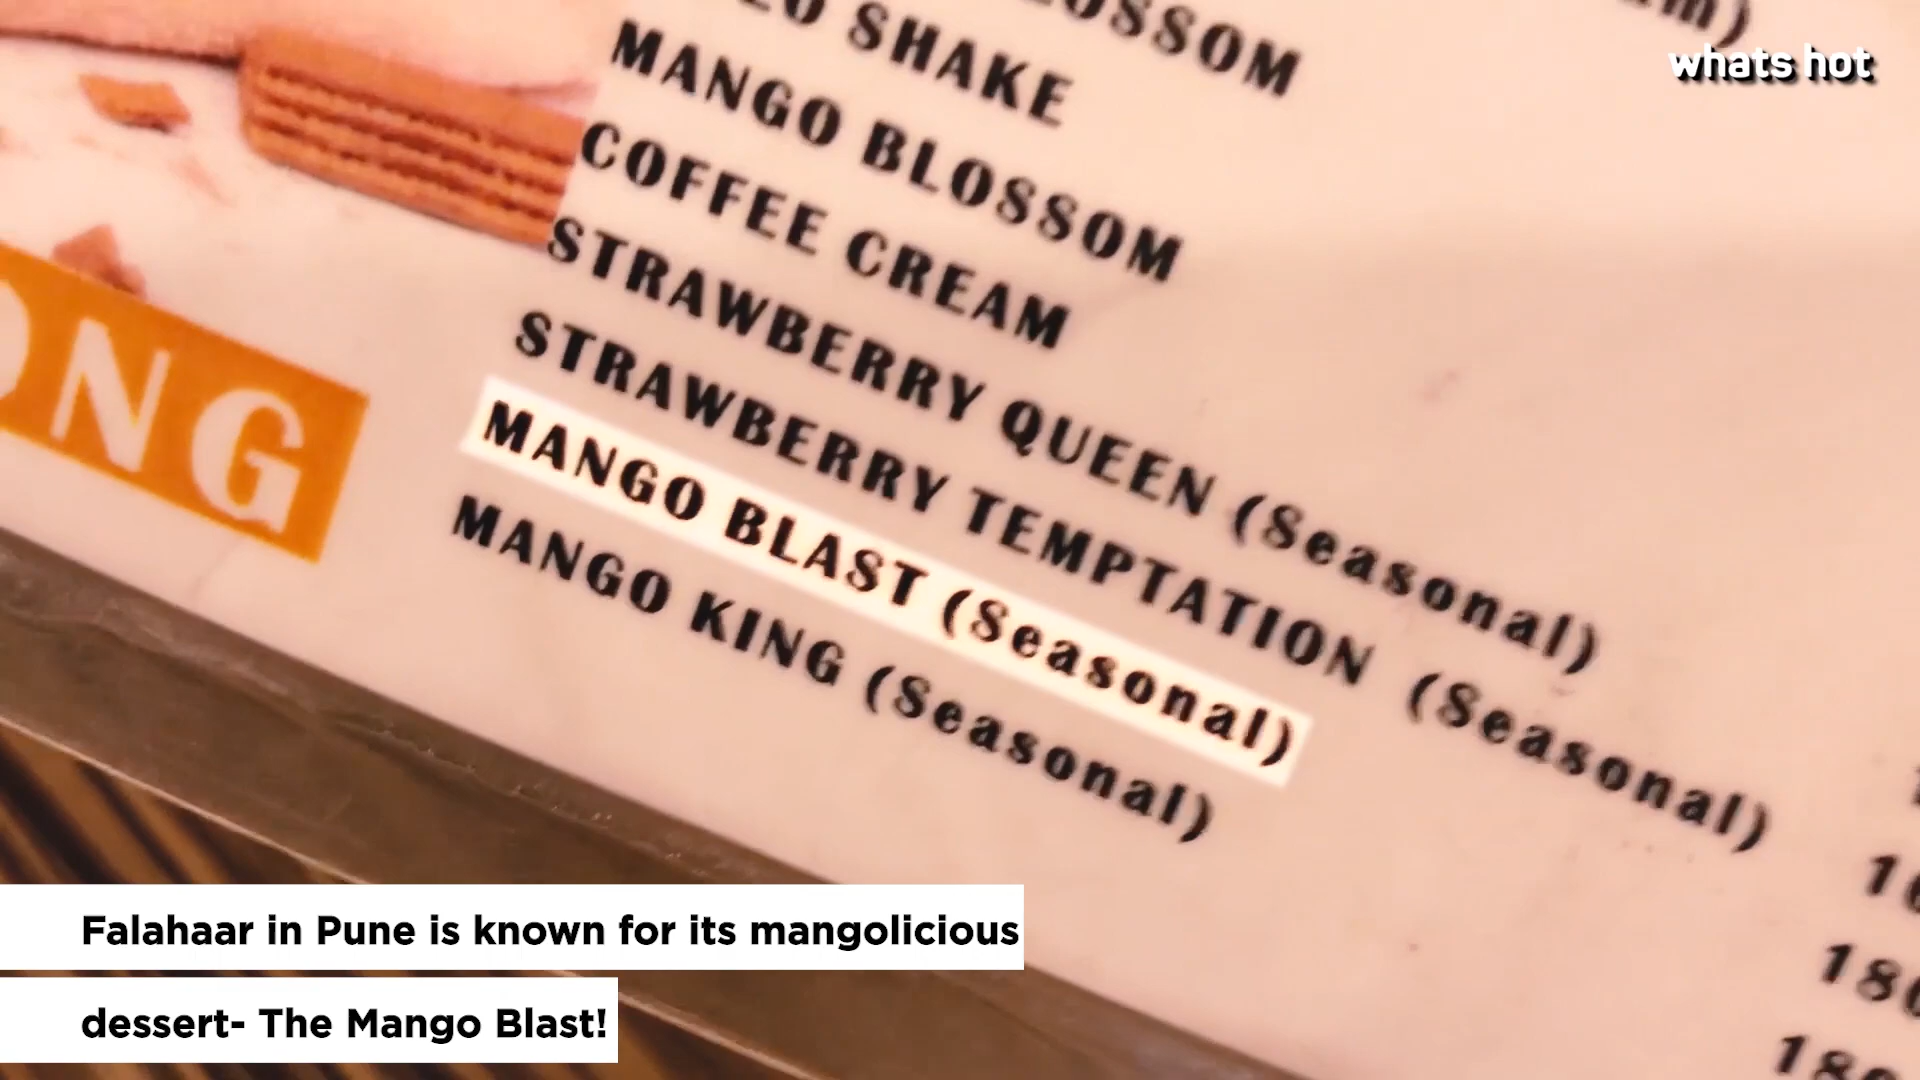 whats hot
SHAKE
MANGO BLOSSOM
COFFEE CREAM
STRAWBERRY QUEEN (Seasonal)
STRAWBERRY TEMPTATION (Seasonal)
MANGO BLAST (Seasonal)
MANGO KING (Seasonal)
Falahaar in Pune is known for its mangolicious
dessert- The Mango Blast!